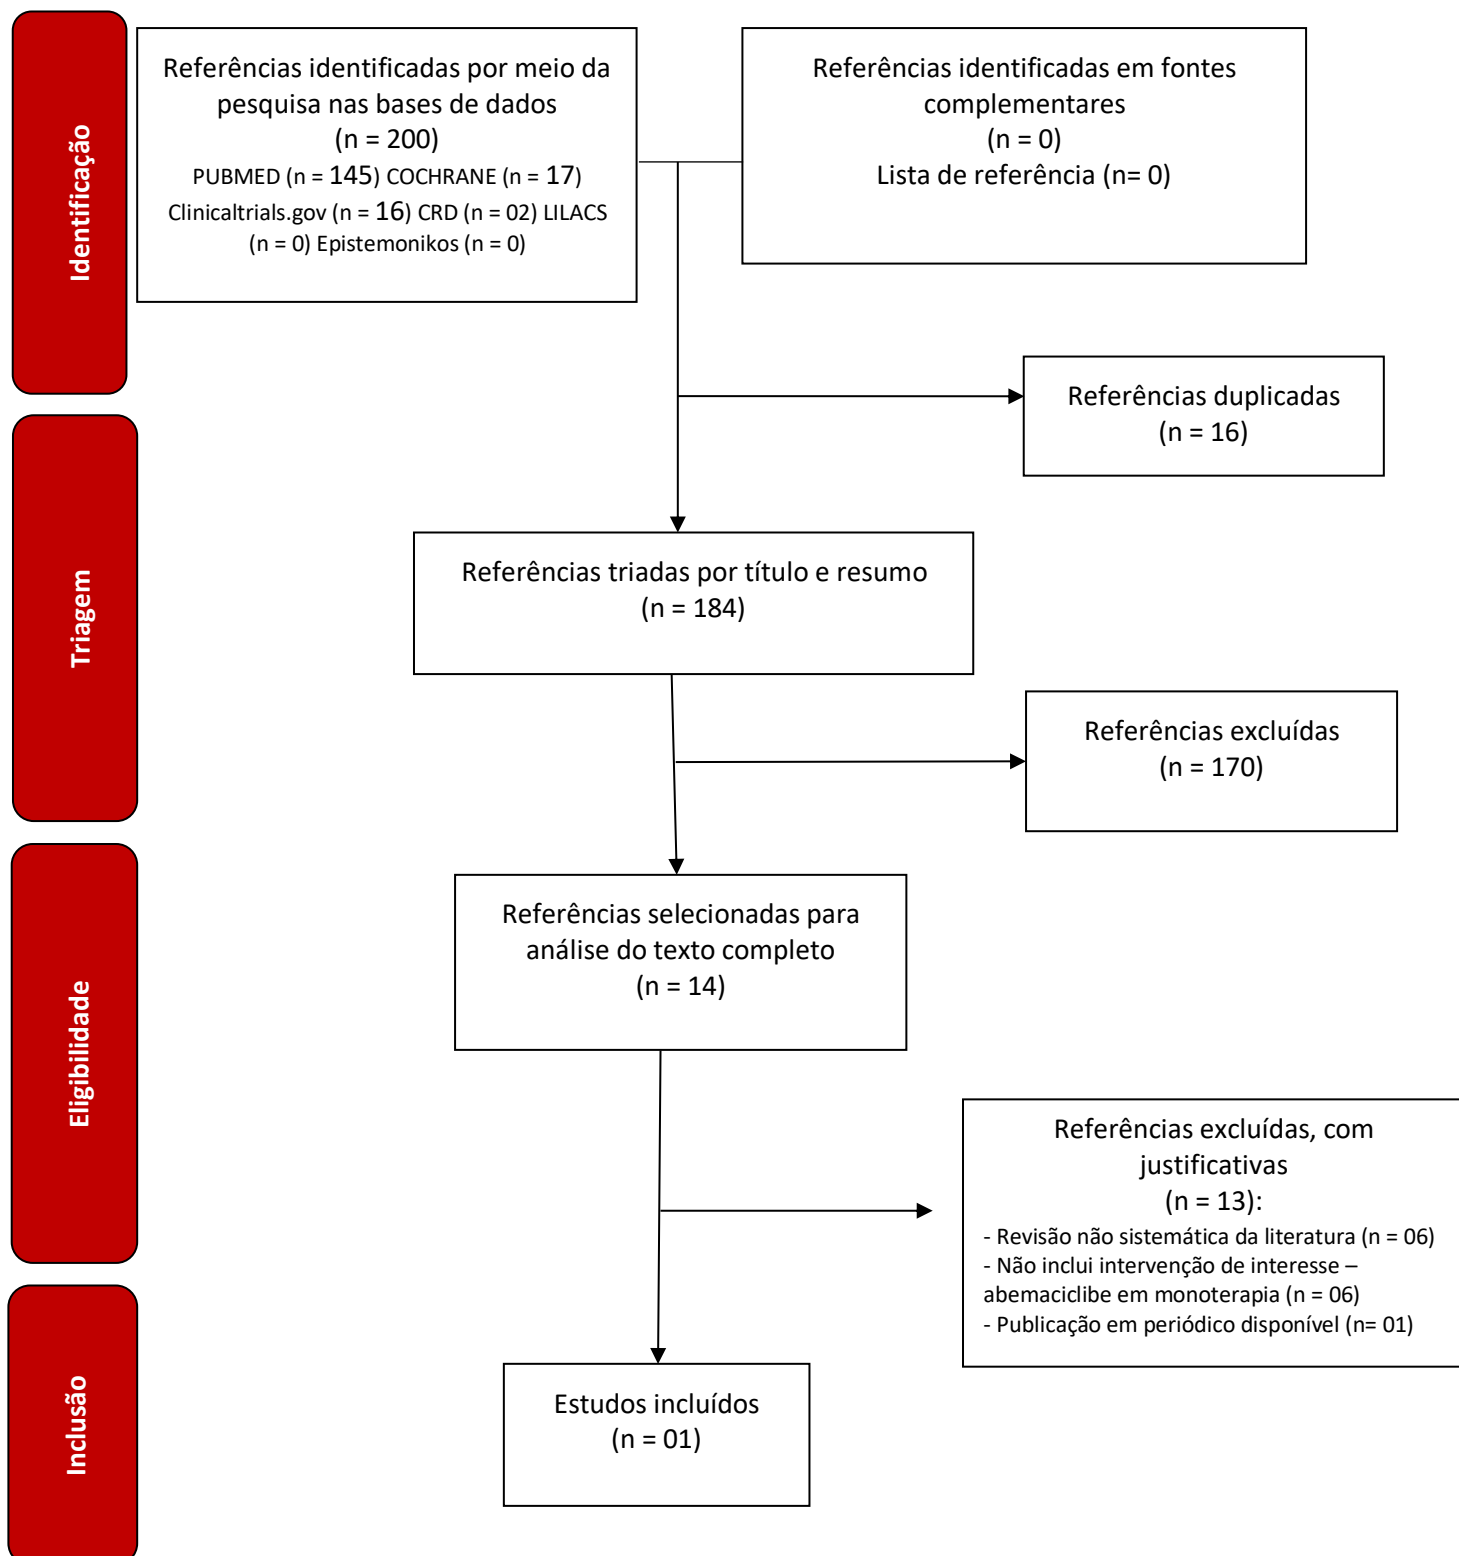 Identificação
Referências identificadas por meio da
pesquisa nas bases de dados
(n = 200)
PUBMED (n = 145) COCHRANE (n = 17)
Clinicaltrials.gov (n = 16) CRD (n = 02) LILACS
(n = 0) Epistemonikos (n = 0)
Referências identificadas em fontes
complementares
(n = 0)
Lista de referência (n= 0)
Referências duplicadas
(n = 16)
Triagem
Referências triadas por título e resumo
(n = 184)
Referências excluídas
(n = 170)
Eligibilidade
Referências selecionadas para
análise do texto completo
(n = 14)
Referências excluídas, com
justificativas
(n = 13):
- Revisão não sistemática da literatura (n = 06)
- Não inclui intervenção de interesse –
abemaciclibe em monoterapia (n = 06)
- Publicação em periódico disponível (n= 01)
Inclusão
Estudos incluídos
(n = 01)